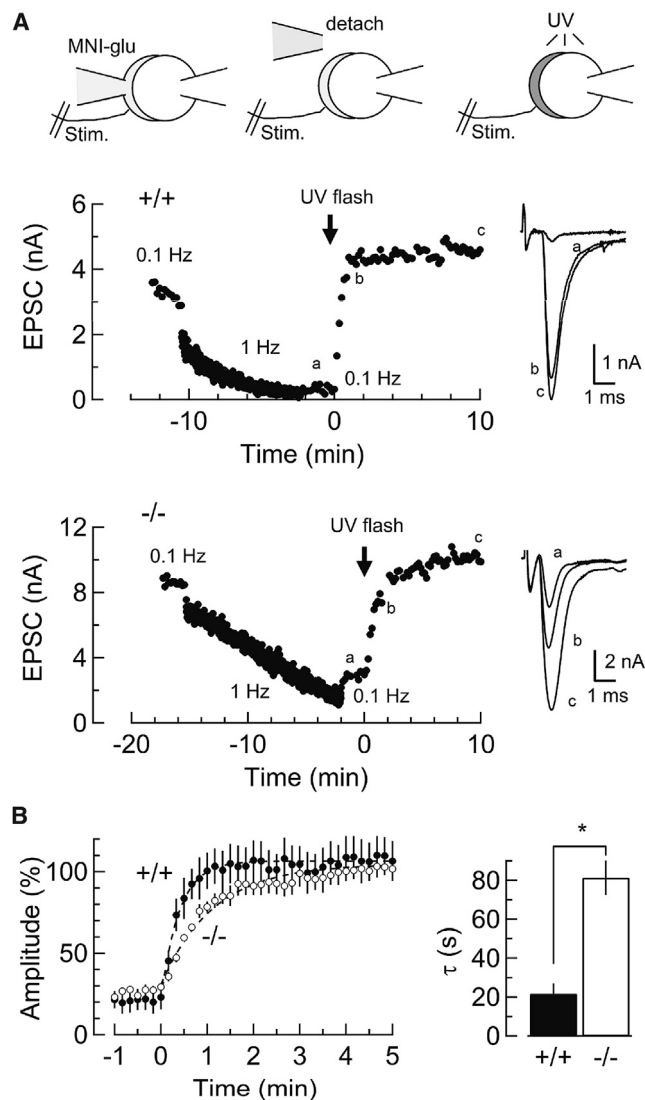 A
MNI-glu
Stim.
detach
Stim.
UV
Stim.
+/+
UV flash
EPSC (nA)
6
4
2
0
0.1 Hz
1 Hz
a
0.1 Hz
b
c
-10
0
10
Time (min)
a
b
c
1 nA
1 ms
-/-
UV flash
EPSC (nA)
12
8
4
0
0.1 Hz
1 Hz
a
0.1 Hz
b
c
-20
-10
0
10
Time (min)
a
b
c
2 nA
1 ms
B
Amplitude (%)
100
50
0
+/+
-/-
-1
0
1
2
3
4
5
Time (min)
τ (s)
80
60
40
20
0
*
+/+
-/-